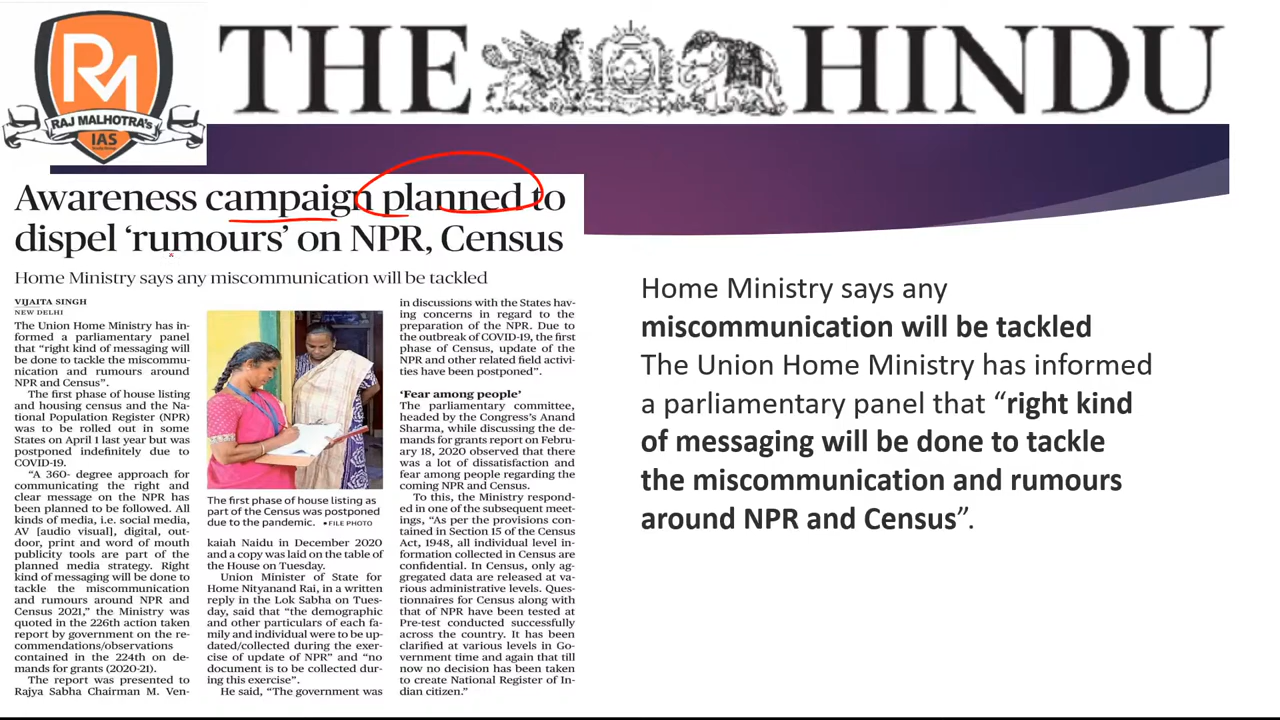 RM
RAJ MALHOTRA's
IAS
THE HINDU
Awareness campaign planned to
dispel ‘rumours’ on NPR, Census
Home Ministry says any miscommunication will be tackled
VIJAITA SINGH
NEW DELHI
The Union Home Ministry has in-
formed a parliamentary panel
that “right kind of messaging will
be done to tackle the miscommu-
nication and rumours around
NPR and Census”.
The first phase of house listing
and housing census and the Na-
tional Population Register (NPR)
was to be rolled out in some
States on April 1 last year but was
postponed indefinitely due to
COVID-19.
“A 360- degree approach for
communicating the right and
clear message on the NPR has
been planned to be followed. All
kinds of media, i.e. social media,
AV [audio visual], digital, out-
door, print and word of mouth
publicity tools are part of the
planned media strategy. Right
kind of messaging will be done to
tackle the miscommunication
and rumours around NPR and
Census 2021,” the Ministry was
quoted in the 226th action taken
report by government on the re-
commendations/observations
contained in the 224th on de-
mands for grants (2020-21).
The report was presented to
Rajya Sabha Chairman M. Ven-
The first phase of house listing as
part of the Census was postponed
due to the pandemic. • FILE PHOTO
kaiah Naidu in December 2020
and a copy was laid on the table of
the House on Tuesday.
Union Minister of State for
Home Nityanand Rai, in a written
reply in the Lok Sabha on Tues-
day, said that “the demographic
and other particulars of each fa-
mily and individual were to be up-
dated/collected during the exer-
cise of update of NPR” and “no
document is to be collected dur-
ing this exercise”.
He said, “The government was
in discussions with the States hav-
ing concerns in regard to the
preparation of the NPR. Due to
the outbreak of COVID-19, the first
phase of Census, update of the
NPR and other related field activi-
ties have been postponed”.
‘Fear among people’
The parliamentary committee,
headed by the Congress’s Anand
Sharma, while discussing the de-
mands for grants report on Febru-
ary 18, 2020 observed that there
was a lot of dissatisfaction and
fear among people regarding the
coming NPR and Census.
To this, the Ministry respond-
ed in one of the subsequent meet-
ings, “As per the provisions con-
tained in Section 15 of the Census
Act, 1948, all individual level in-
formation collected in Census are
confidential. In Census, only ag-
gregated data are released at va-
rious administrative levels. Ques-
tionnaires for Census along with
that of NPR have been tested at
Pre-test conducted successfully
across the country. It has been
clarified at various levels in Go-
vernment time and again that till
now no decision has been taken
to create National Register of In-
dian citizen.”
Home Ministry says any
miscommunication will be tackled
The Union Home Ministry has informed
a parliamentary panel that “right kind
of messaging will be done to tackle
the miscommunication and rumours
around NPR and Census”.